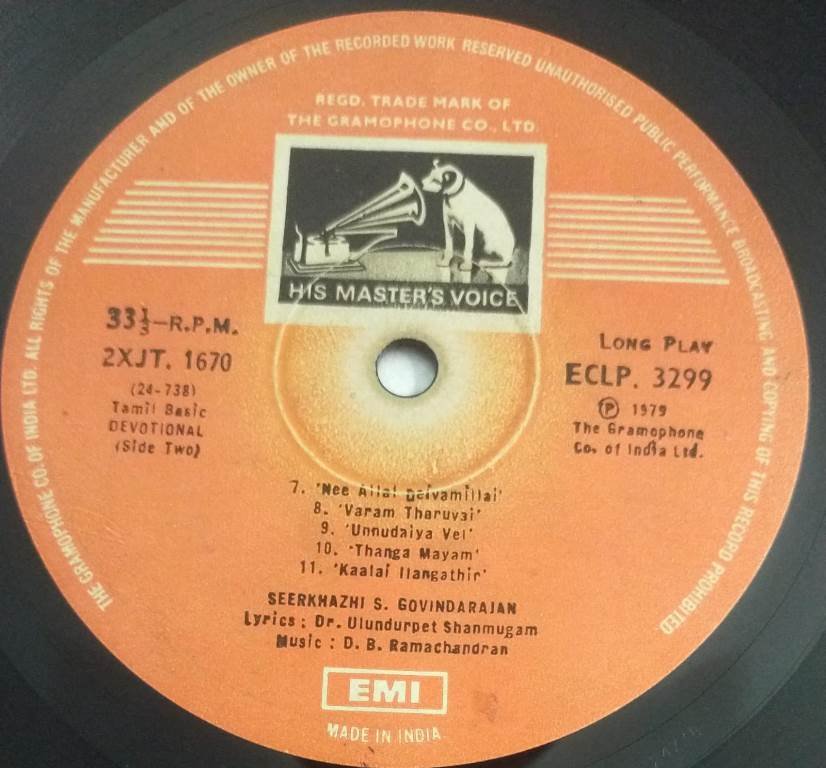 THE GRAMOPHONE CO. OF INDIA LTD. ALL RIGHTS OF THE MANUFACTURER AND OF THE OWNER OF THE RECORDED WORK RESERVED UNAUTHORISED PUBLIC PERFORMANCE BROADCASTING AND COPYING OF THIS RECORD PROHIBITED
REGD. TRADE MARK OF
THE GRAMOPHONE CO., LTD.
HIS MASTER'S VOICE
33⅓-R.P.M.
2XJT. 1670
(24-738)
Tamil Basic
DEVOTIONAL
(Side Two)
LONG PLAY
ECLP. 3299
℗ 1979
The Gramophone
Co. of India Ltd.
7. 'Nee Allal Deivamillai'
8. 'Varam Tharuvai'
9. 'Unnudaiya Vel'
10. 'Thanga Mayam'
11. 'Kaalai Ilangathir'
SEERKHAZHI S. GOVINDARAJAN
Lyrics : Dr. Ulundurpet Shanmugam
Music : D. B. Ramachandran
EMI
MADE IN INDIA